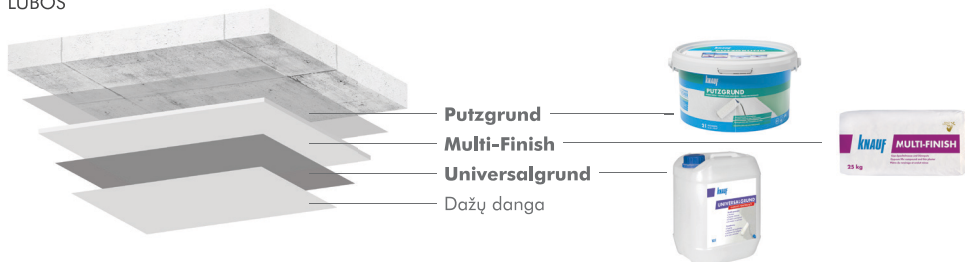 LUBOS
Putzgrund
Multi-Finish
Universalgrund
Dažų danga
KNAUF
PUTZGRUND
KNAUF
UNIVERSALGRUND
KNAUF MULTI-FINISH
25 kg